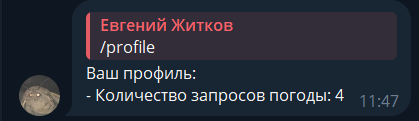 Евгений Житков
/profile
Ваш профиль:
- Количество запросов погоды: 4
11:47